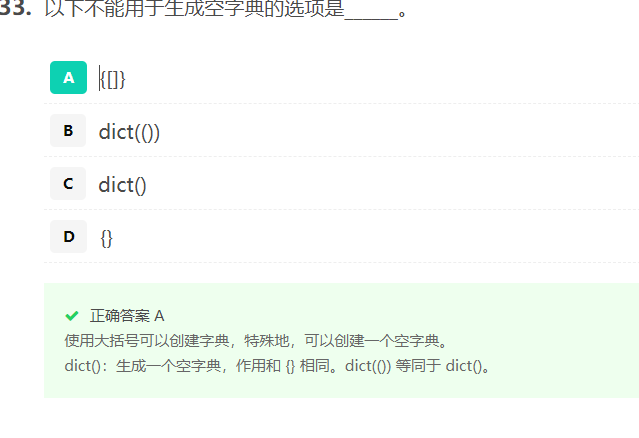 33. 以下不能用于生成空字典的选项是______。
A {[]}
B dict(())
C dict()
D {}
正确答案 A
使用大括号可以创建字典，特殊地，可以创建一个空字典。
dict()：生成一个空字典，作用和 {} 相同。dict(()) 等同于 dict()。